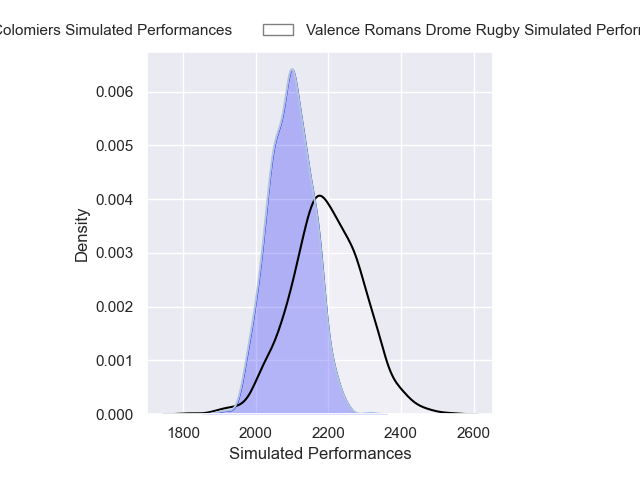 Colomiers Simulated Performances
Valence Romans Drome Rugby Simulated Perfor
0.006
0.005
0.004
0.003
0.002
0.001
0.000
Density
1800 2000 2200 2400 2600
Simulated Performances